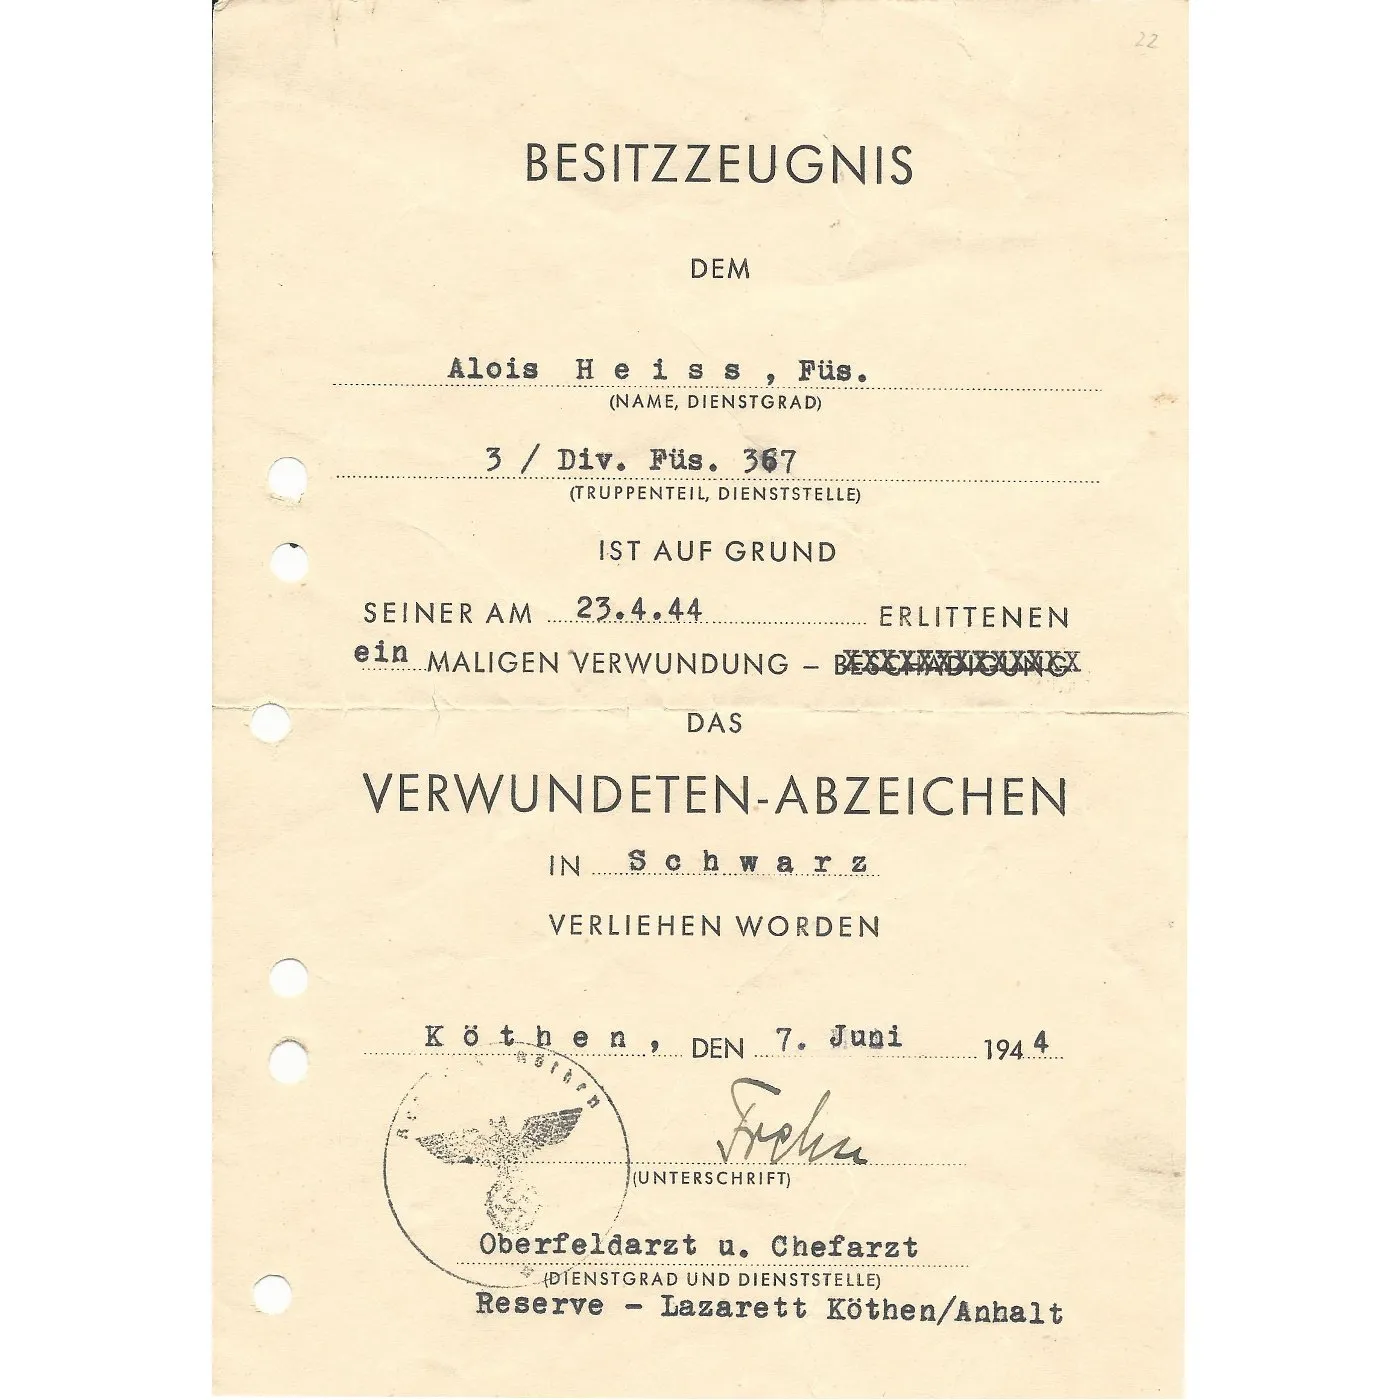 22
BESITZZEUGNIS
DEM
Alois H e i s s , Füs.
(NAME, DIENSTGRAD)
3 / Div. Füs. 367
(TRUPPENTEIL, DIENSTSTELLE)
IST AUF GRUND
SEINER AM 23.4.44 ERLITTENEN
ein MALIGEN VERWUNDUNG – BESCHÄDIGUNG
DAS
VERWUNDETEN-ABZEICHEN
IN S c h w a r z
VERLIEHEN WORDEN
K ö t h e n , DEN 7. Juni 1944
Köthen
(UNTERSCHRIFT)
Oberfeldarzt u. Chefarzt
(DIENSTGRAD UND DIENSTSTELLE)
Reserve - Lazarett Köthen/Anhalt